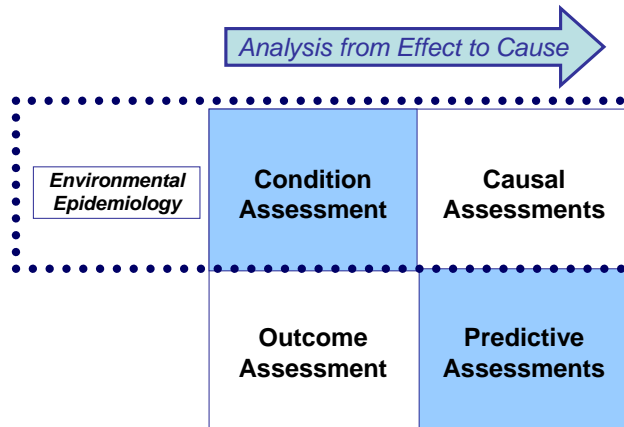 Analysis from Effect to Cause
Environmental
Epidemiology
Condition
Assessment
Causal
Assessments
Outcome
Assessment
Predictive
Assessments